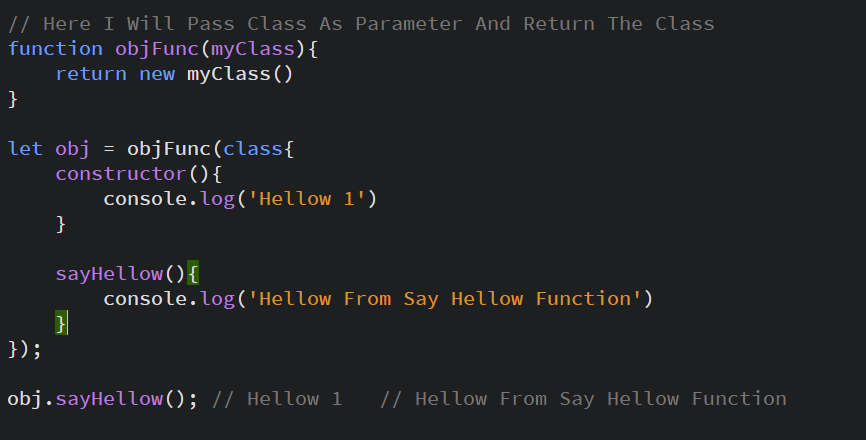 // Here I Will Pass Class As Parameter And Return The Class
function objFunc(myClass){
    return new myClass()
}
let obj = objFunc(class{
    constructor(){
        console.log('Hellow 1')
    }
    sayHellow(){
        console.log('Hellow From Say Hellow Function')
    }
});
obj.sayHellow(); // Hellow 1   // Hellow From Say Hellow Function